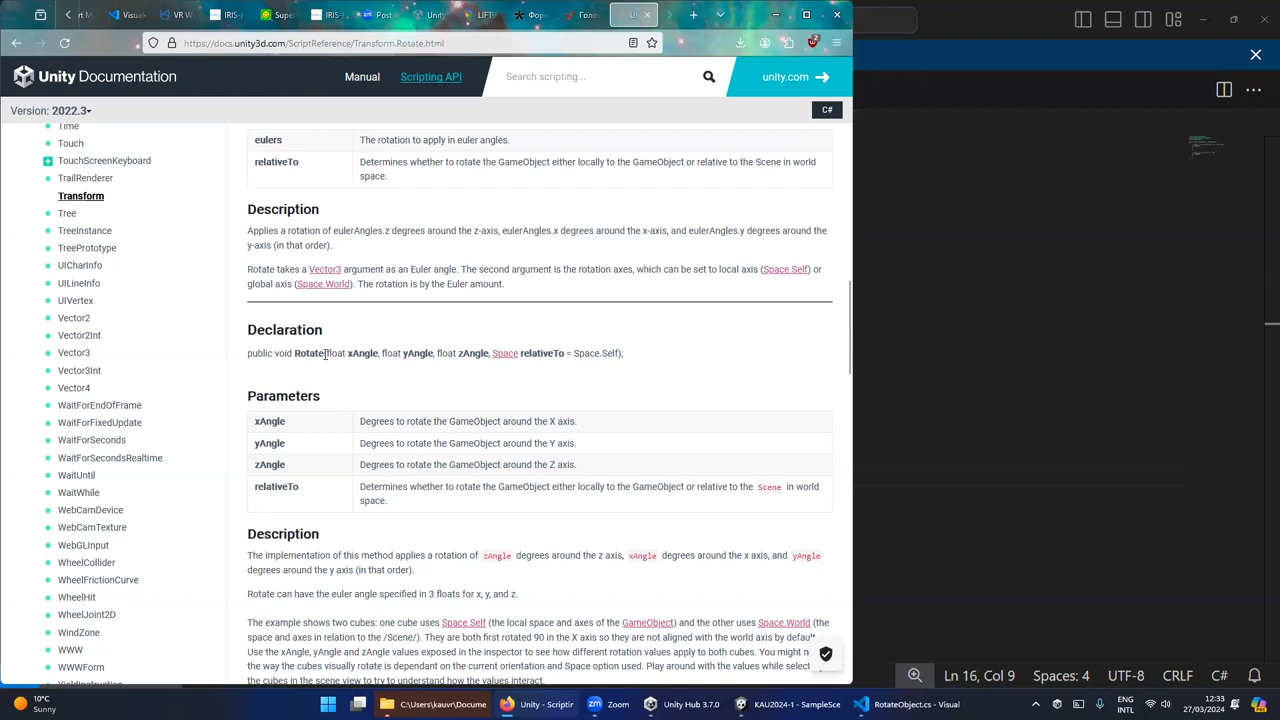 https://docs.unity3d.com/ScriptReference/Transform.Rotate.html
2
Unity Documentation
Manual
Scripting API
Search scripting...
unity.com
Version: 2022.3
C#
Time
Touch
TouchScreenKeyboard
TrailRenderer
Transform
Tree
TreeInstance
TreePrototype
UICharInfo
UILineInfo
UIVertex
Vector2
Vector2Int
Vector3
Vector3Int
Vector4
WaitForEndOfFrame
WaitForFixedUpdate
WaitForSeconds
WaitForSecondsRealtime
WaitUntil
WaitWhile
WebCamDevice
WebCamTexture
WebGLInput
WheelCollider
WheelFrictionCurve
WheelHit
WheelJoint2D
WindZone
WWW
WWWForm
YieldInstruction
eulers The rotation to apply in euler angles.
relativeTo Determines whether to rotate the GameObject either locally to the GameObject or relative to the Scene in world
space.
Description
Applies a rotation of eulerAngles.z degrees around the z-axis, eulerAngles.x degrees around the x-axis, and eulerAngles.y degrees around the
y-axis (in that order).
Rotate takes a Vector3 argument as an Euler angle. The second argument is the rotation axes, which can be set to local axis (Space.Self) or
global axis (Space.World). The rotation is by the Euler amount.
Declaration
public void Rotate(float xAngle, float yAngle, float zAngle, Space relativeTo = Space.Self);
Parameters
xAngle Degrees to rotate the GameObject around the X axis.
yAngle Degrees to rotate the GameObject around the Y axis.
zAngle Degrees to rotate the GameObject around the Z axis.
relativeTo Determines whether to rotate the GameObject either locally to the GameObject or relative to the Scene in world
space.
Description
The implementation of this method applies a rotation of zAngle degrees around the z axis, xAngle degrees around the x axis, and yAngle
degrees around the y axis (in that order).
Rotate can have the euler angle specified in 3 floats for x, y, and z.
The example shows two cubes: one cube uses Space.Self (the local space and axes of the GameObject) and the other uses Space.World (the
space and axes in relation to the /Scene/). They are both first rotated 90 in the X axis so they are not aligned with the world axis by default.
Use the xAngle, yAngle and zAngle values exposed in the inspector to see how different rotation values apply to both cubes. You might n
the way the cubes visually rotate is dependant on the current orientation and Space option used. Play around with the values while select
the cubes in the scene view to try to understand how the values interact.
Ln 16, Col 9 Spaces: 4 UTF-8 CRLF C#
10°C
Sunny
C:\Users\kauvr\Docume
Unity - Scriptir
Zoom
Unity Hub 3.7.0
KAU2024-1 - SampleSce
RotateObject.cs - Visual
ENG
INTL
12:33
27/03/2024